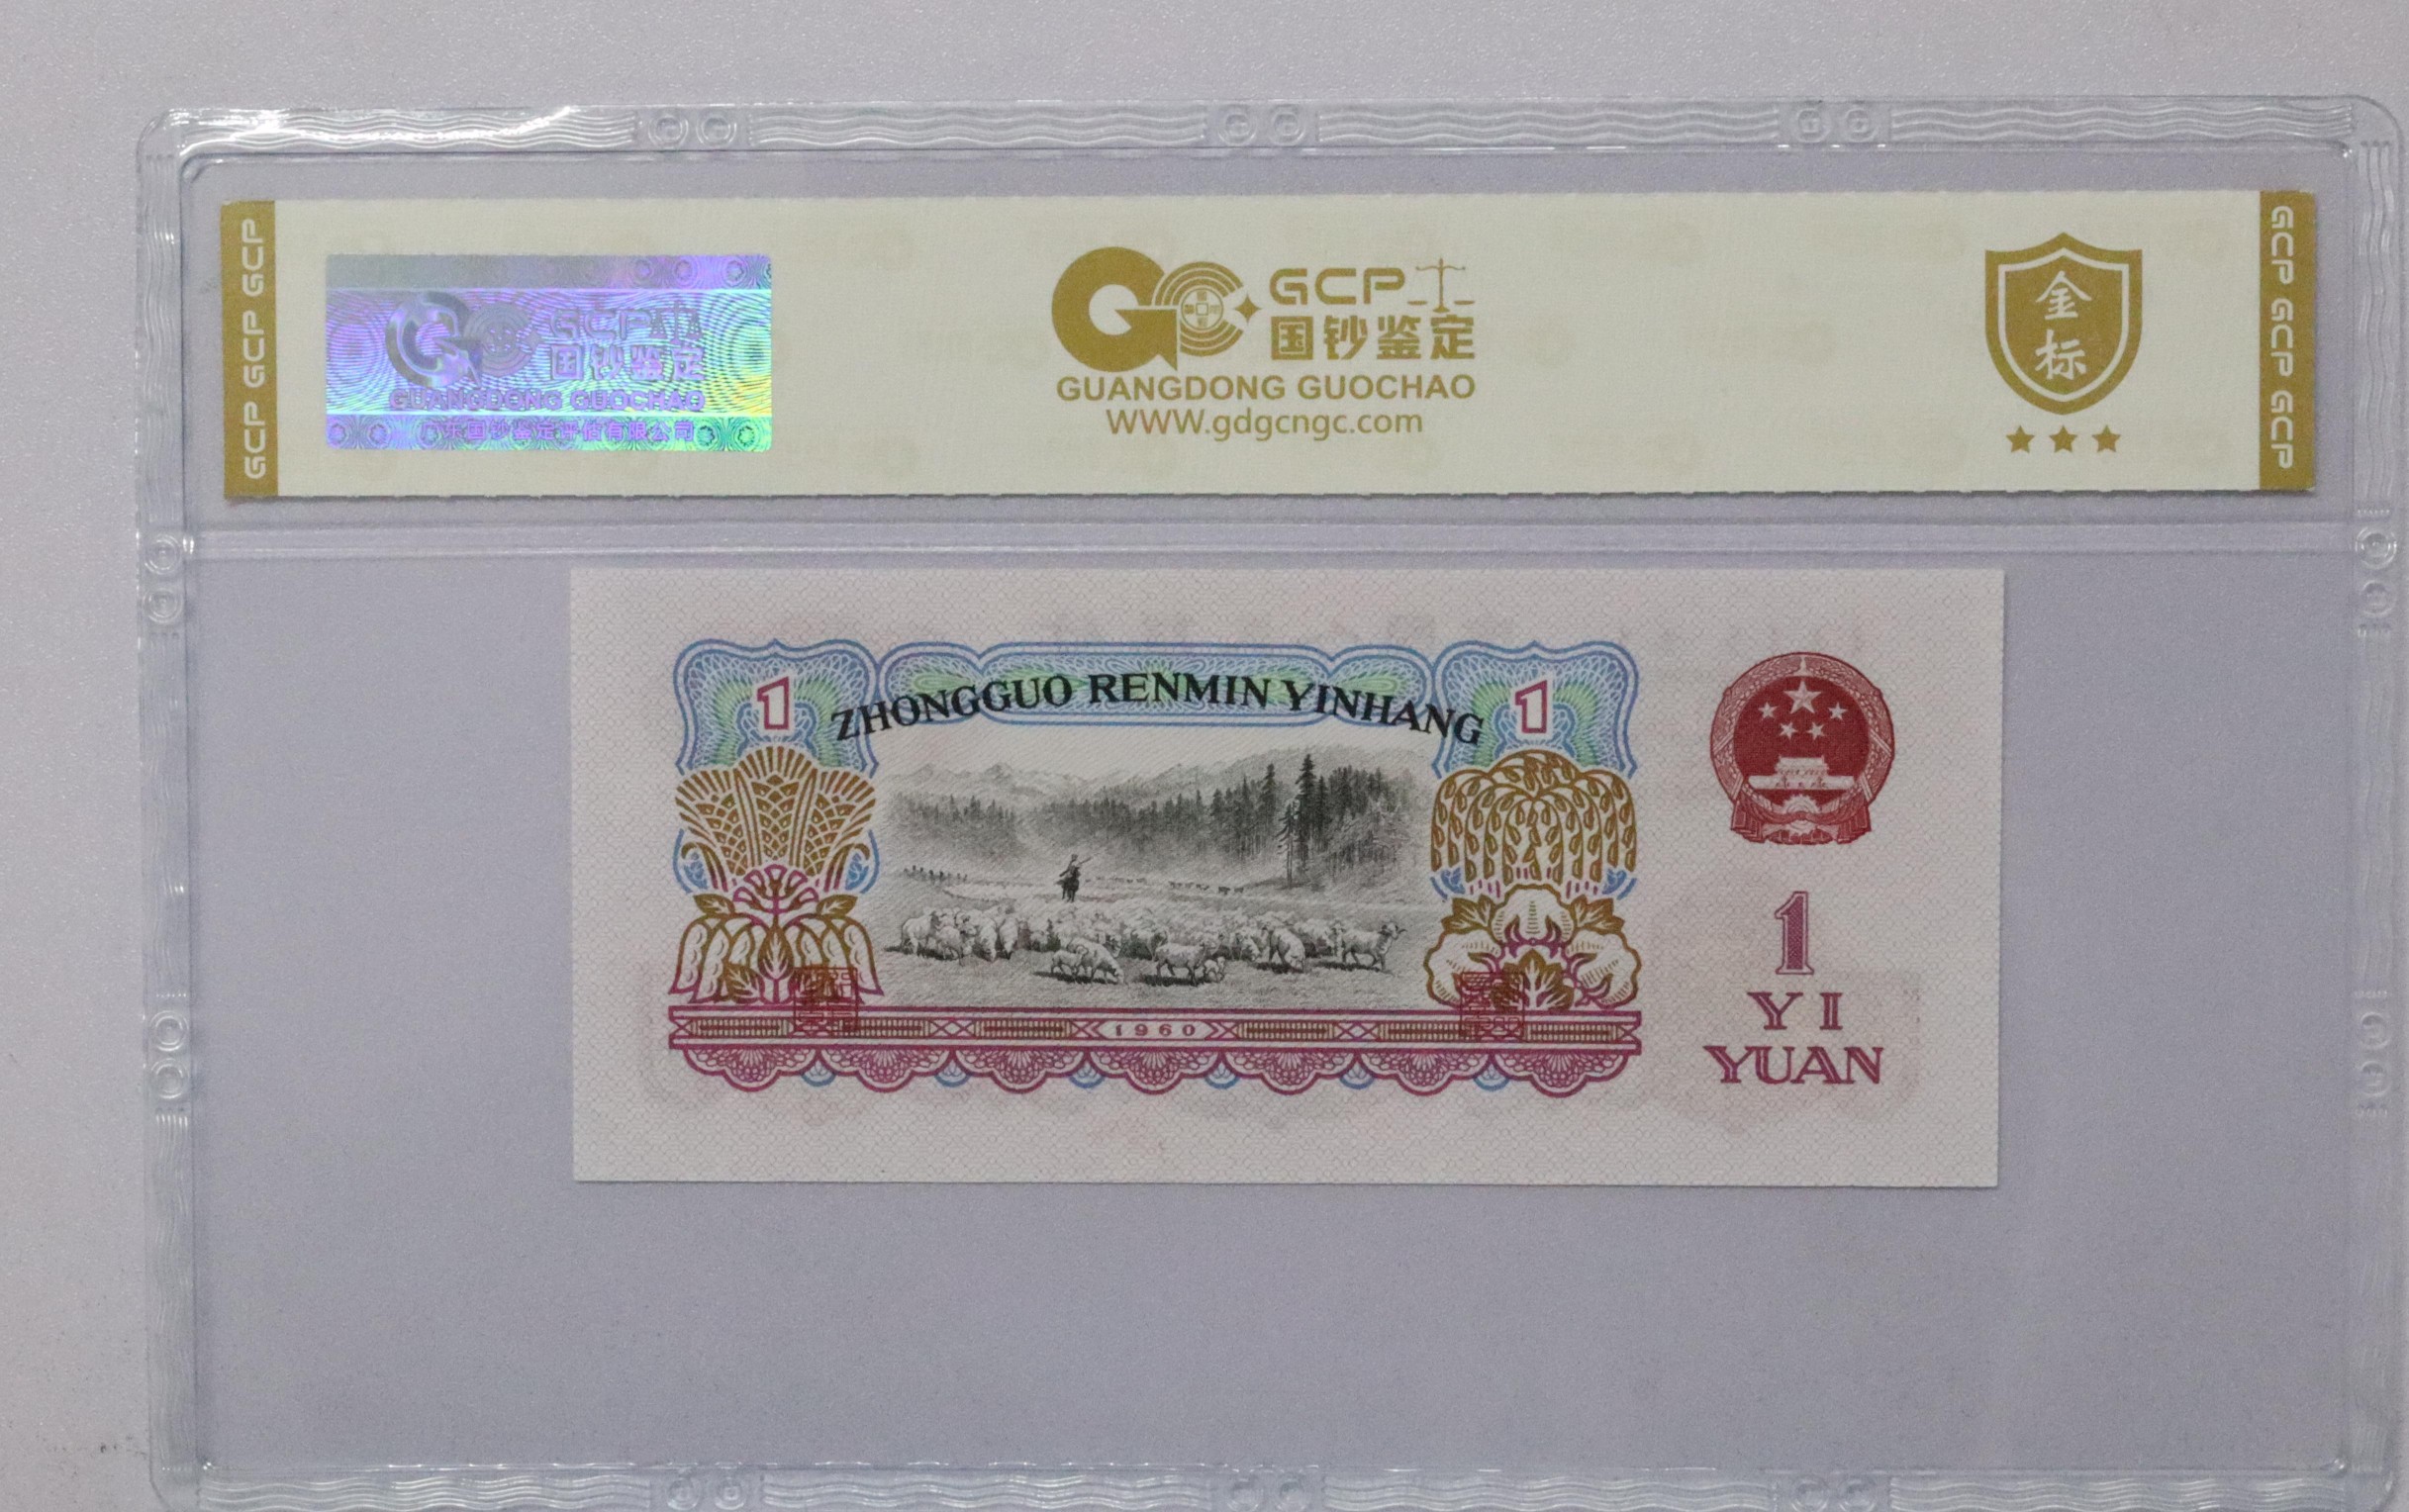 GCP GCP GCP
GCP
国钞鉴定
GUANGDONG GUOCHAO
广东国钞鉴定评估有限公司
GCP
国钞鉴定
GUANGDONG GUOCHAO
WWW.gdgcngc.com
金
标
GCP GCP GCP
1
ZHONGGUO RENMIN YINHANG
1
1960
1
YI
YUAN